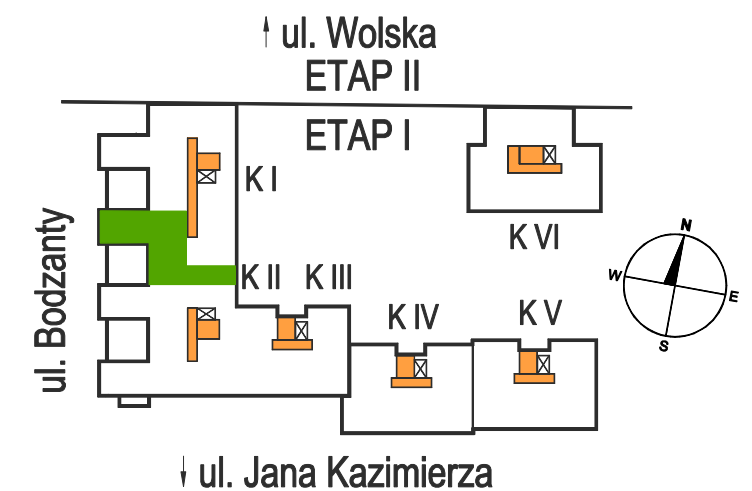 ul. Wolska
ETAP II
ETAP I
K I
K VI
ul. Bodzanty
K II
K III
K IV
K V
N
W
E
S
ul. Jana Kazimierza